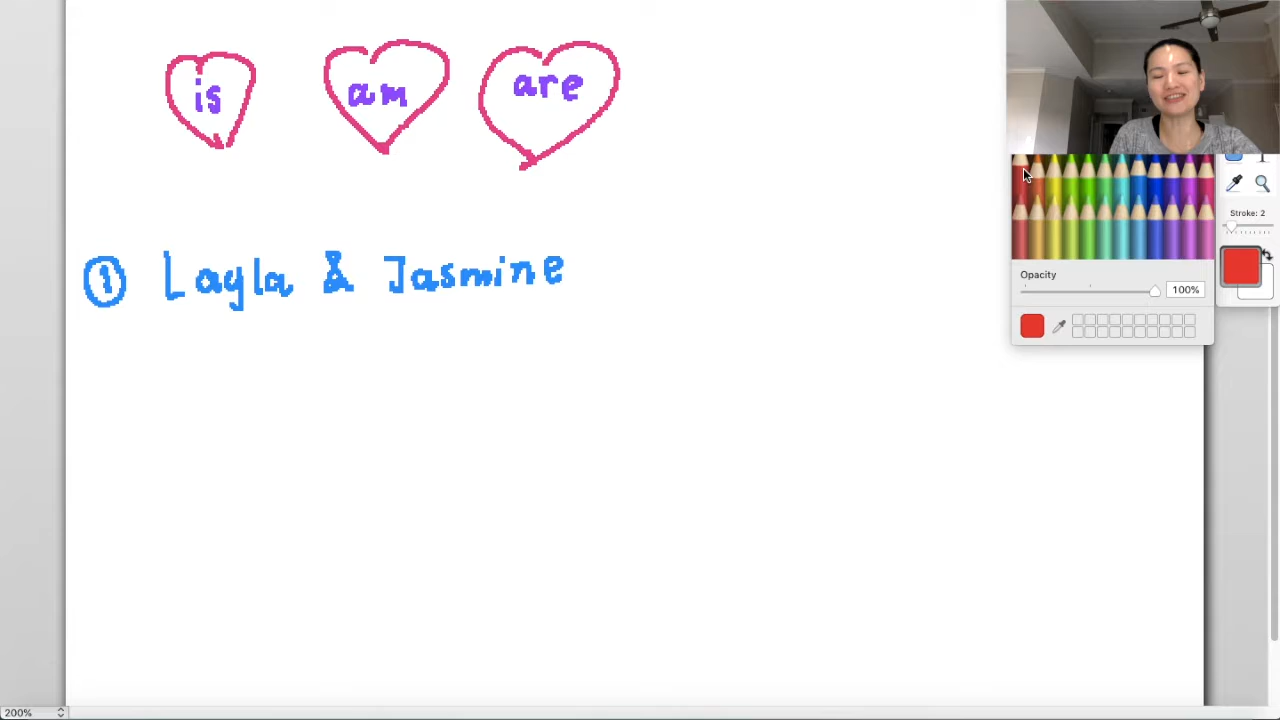 is am are
① Layla & Jasmine
Stroke: 2
Opacity
100%
200%